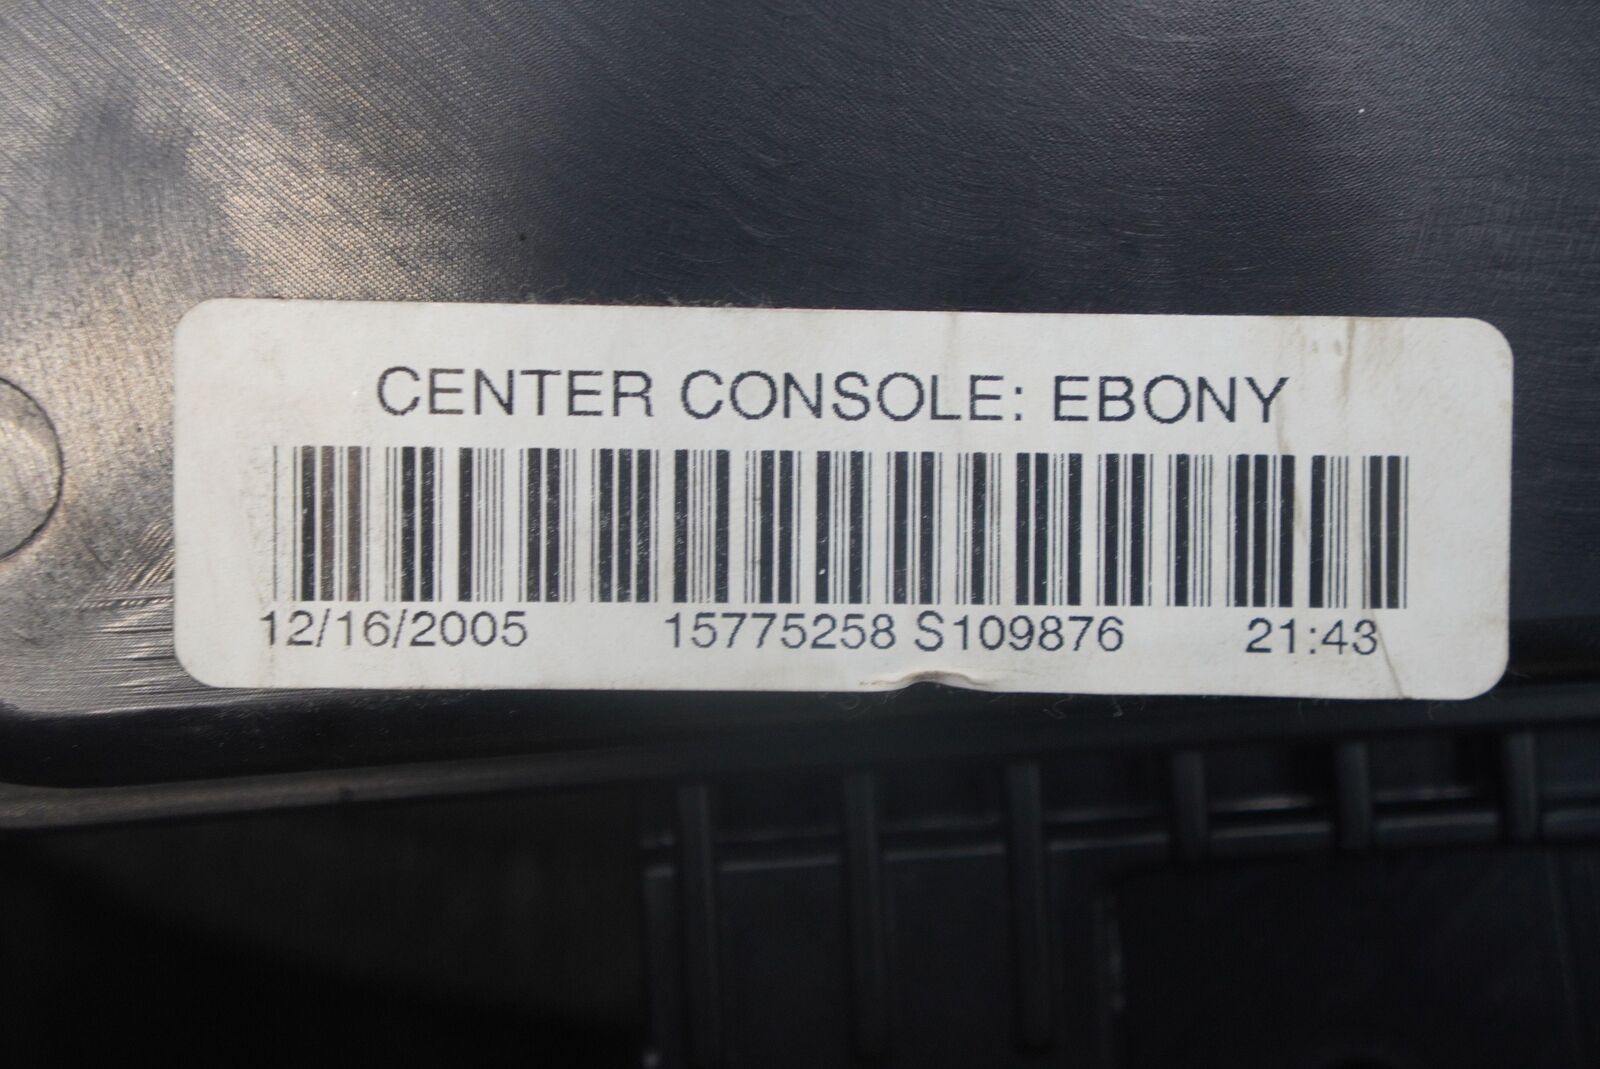 CENTER CONSOLE: EBONY
12/16/2005 15775258 S109876 21:43